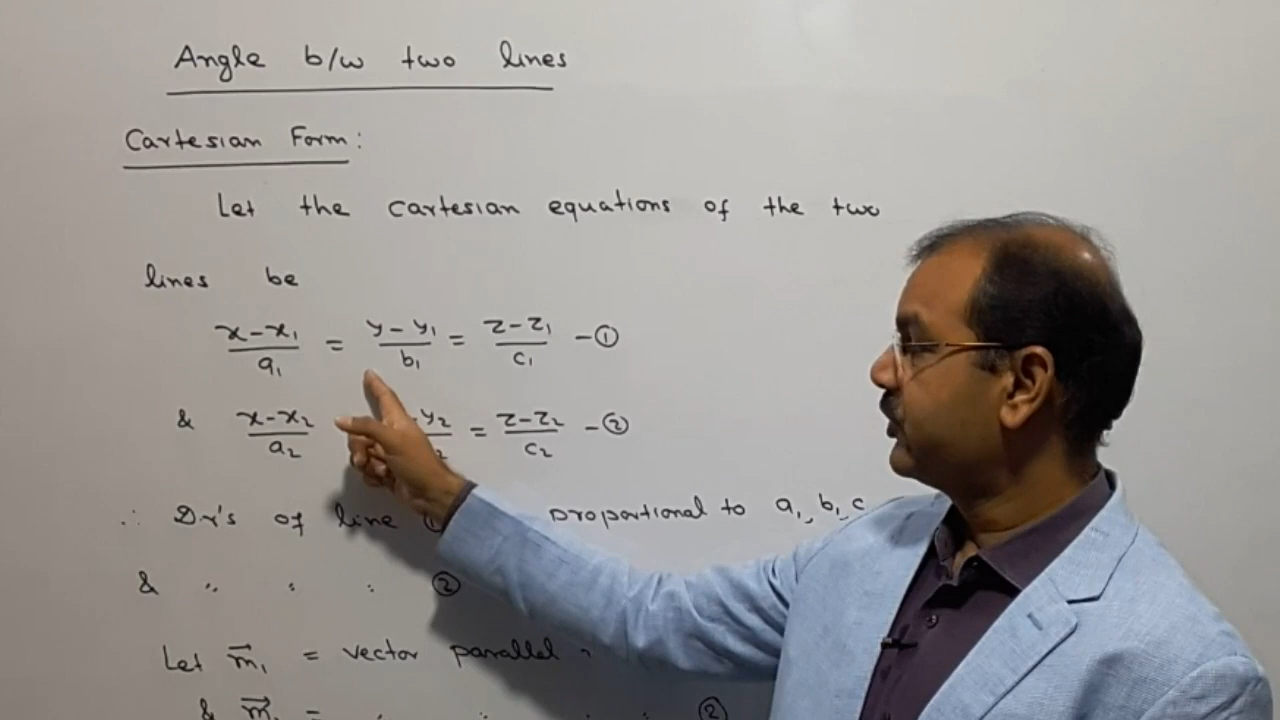 Angle b/w two lines
Cartesian Form:
Let the cartesian equations of the two
lines be
x-x₁/a₁ = y-y₁/b₁ = z-z₁/c₁ -①
& x-x₂/a₂ -y₂/2 = z-z₂/c₂ -②
∴ Dr's of line ① proportional to a₁, b₁, c
& " " " ②
Let m⃗₁ = vector parallel
& m⃗ = " " " " ②